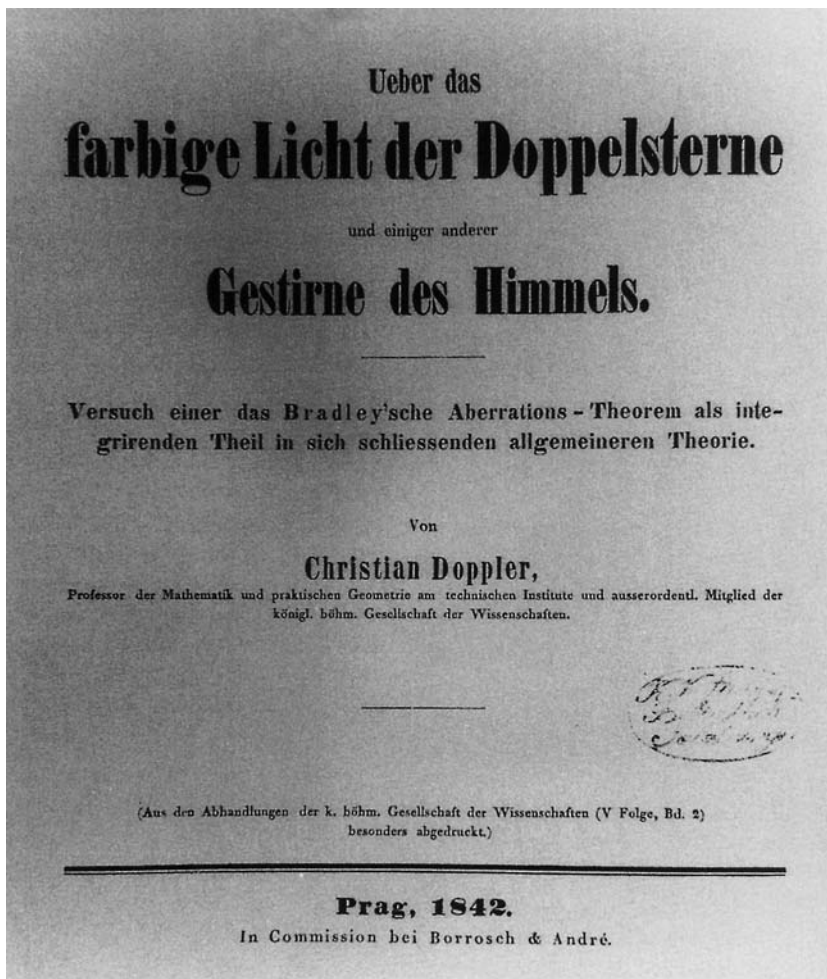 Ueber das
farbige Licht der Doppelsterne
und einiger anderer
Gestirne des Himmels.
Versuch einer das Bradley'sche Aberrations-Theorem als inte-
grirenden Theil in sich schliessenden allgemeineren Theorie.
Von
Christian Doppler,
Professor der Mathematik und praktischen Geometrie am technischen Institute und ausserordentl. Mitglied der
königl. böhm. Gesellschaft der Wissenschaften.
(Aus den Abhandlungen der k. böhm. Gesellschaft der Wissenschaften (V Folge, Bd. 2)
besonders abgedruckt.)
Prag, 1842.
In Commission bei Borrosch & André.